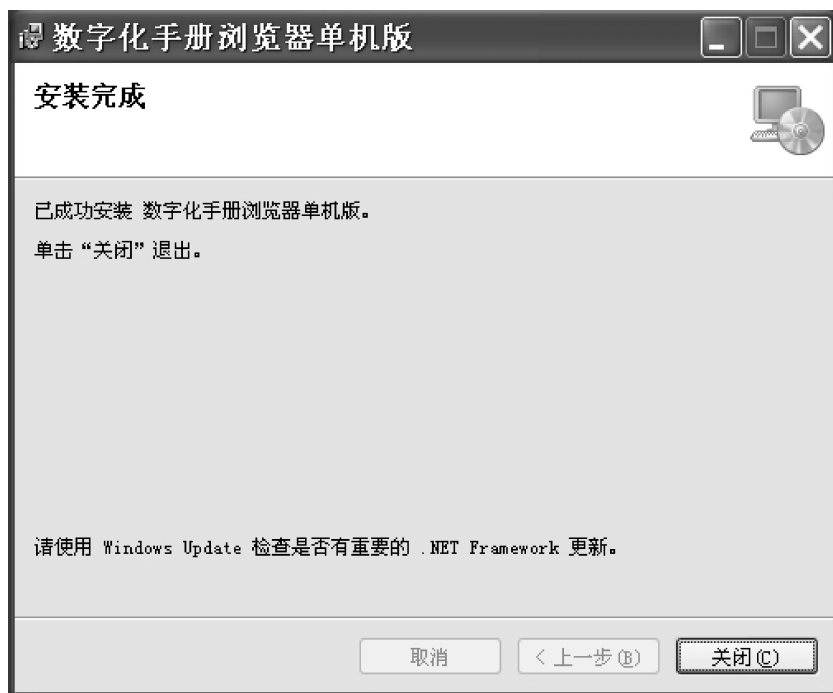 数字化手册浏览器单机版
安装完成
已成功安装 数字化手册浏览器单机版。
单击“关闭”退出。
请使用 Windows Update 检查是否有重要的 .NET Framework 更新。
取消 < 上一步(B) 关闭(C)